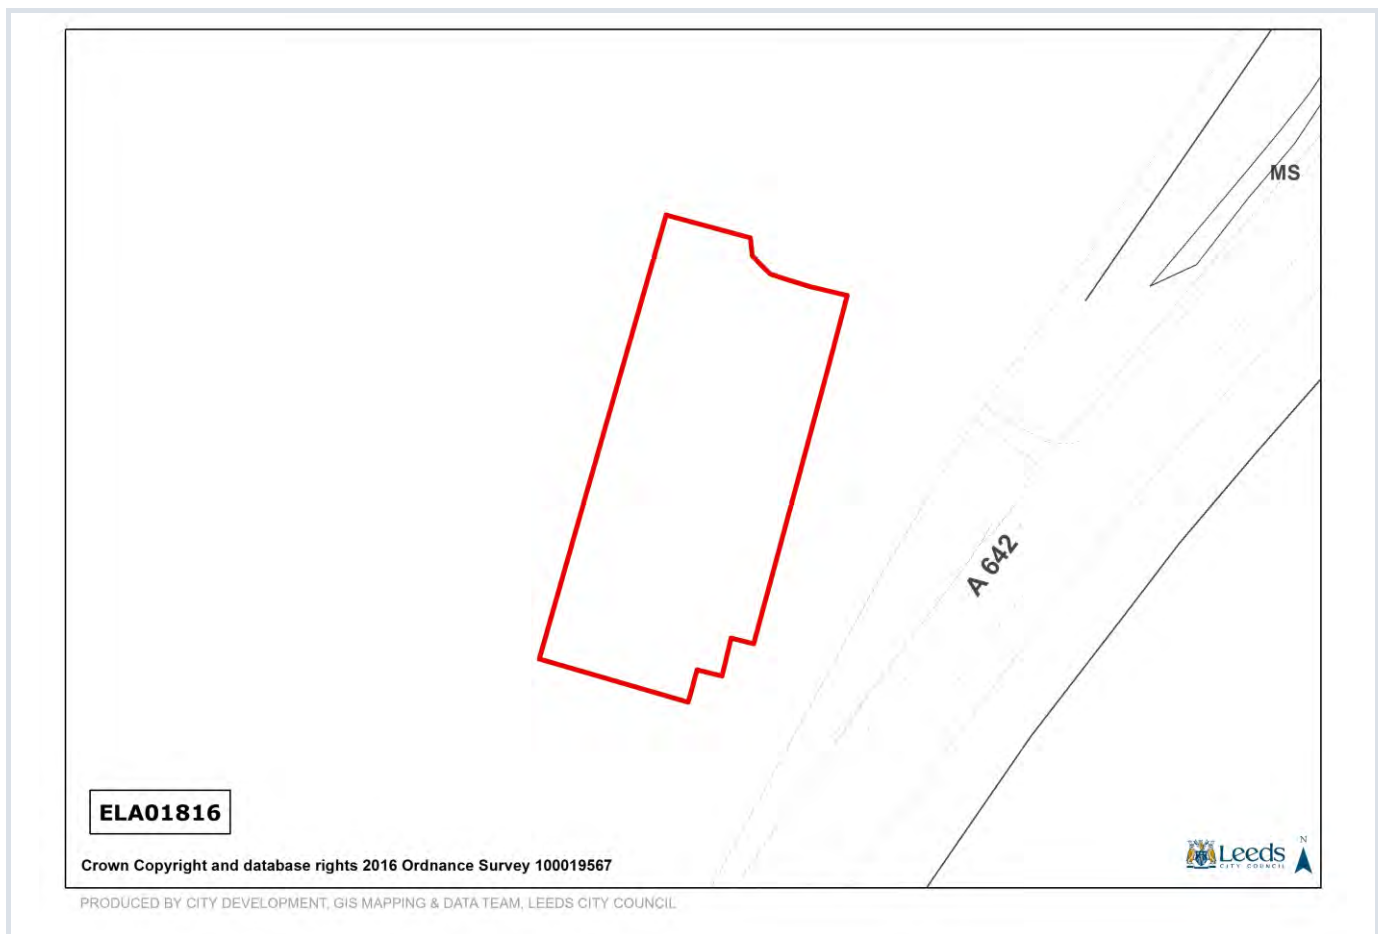 MS
A 642
ELA01816
Crown Copyright and database rights 2016 Ordnance Survey 100019567
Leeds
CITY COUNCIL
N
PRODUCED BY CITY DEVELOPMENT, GIS MAPPING & DATA TEAM, LEEDS CITY COUNCIL